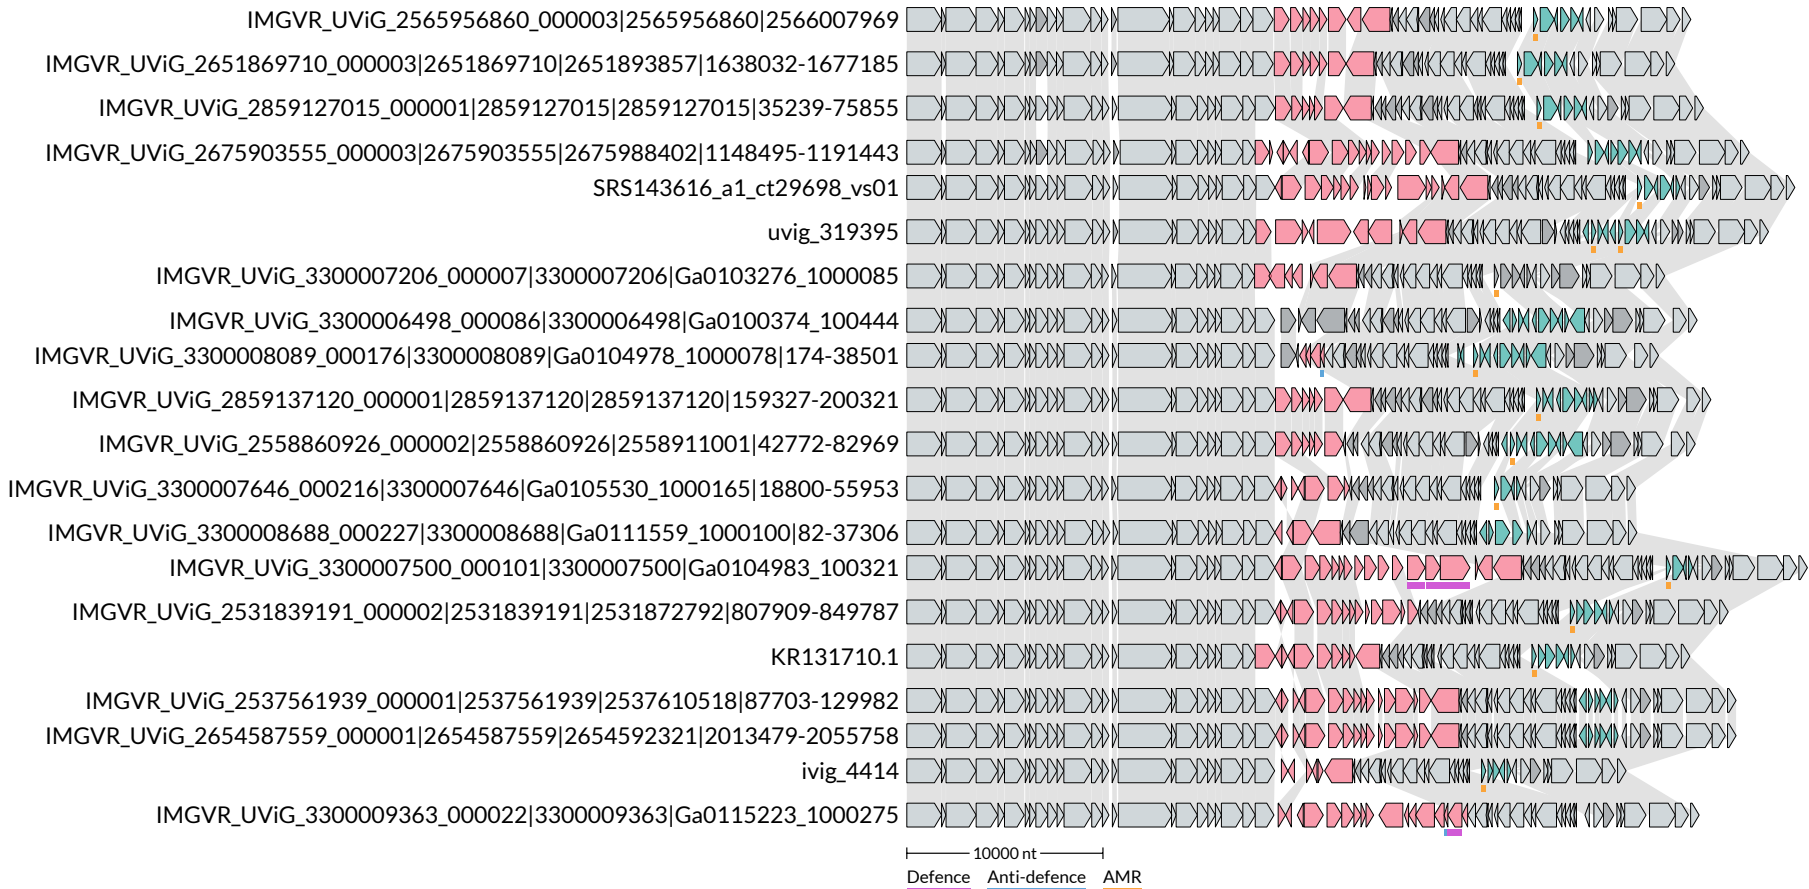 IMGVR_UViG_2565956860_000003|2565956860|2566007969
IMGVR_UViG_2651869710_000003|2651869710|2651893857|1638032-1677185
IMGVR_UViG_2859127015_000001|2859127015|2859127015|35239-75855
IMGVR_UViG_2675903555_000003|2675903555|2675988402|1148495-1191443
SRS143616_a1_ct29698_vs01
uvig_319395
IMGVR_UViG_3300007206_000007|3300007206|Ga0103276_1000085
IMGVR_UViG_3300006498_000086|3300006498|Ga0100374_100444
IMGVR_UViG_3300008089_000176|3300008089|Ga0104978_1000078|174-38501
IMGVR_UViG_2859137120_000001|2859137120|2859137120|159327-200321
IMGVR_UViG_2558860926_000002|2558860926|2558911001|42772-82969
IMGVR_UViG_3300007646_000216|3300007646|Ga0105530_1000165|18800-55953
IMGVR_UViG_3300008688_000227|3300008688|Ga0111559_1000100|82-37306
IMGVR_UViG_3300007500_000101|3300007500|Ga0104983_100321
IMGVR_UViG_2531839191_000002|2531839191|2531872792|807909-849787
KR131710.1
IMGVR_UViG_2537561939_000001|2537561939|2537610518|87703-129982
IMGVR_UViG_2654587559_000001|2654587559|2654592321|2013479-2055758
ivig_4414
IMGVR_UViG_3300009363_000022|3300009363|Ga0115223_1000275
10000 nt
Defence Anti-defence AMR